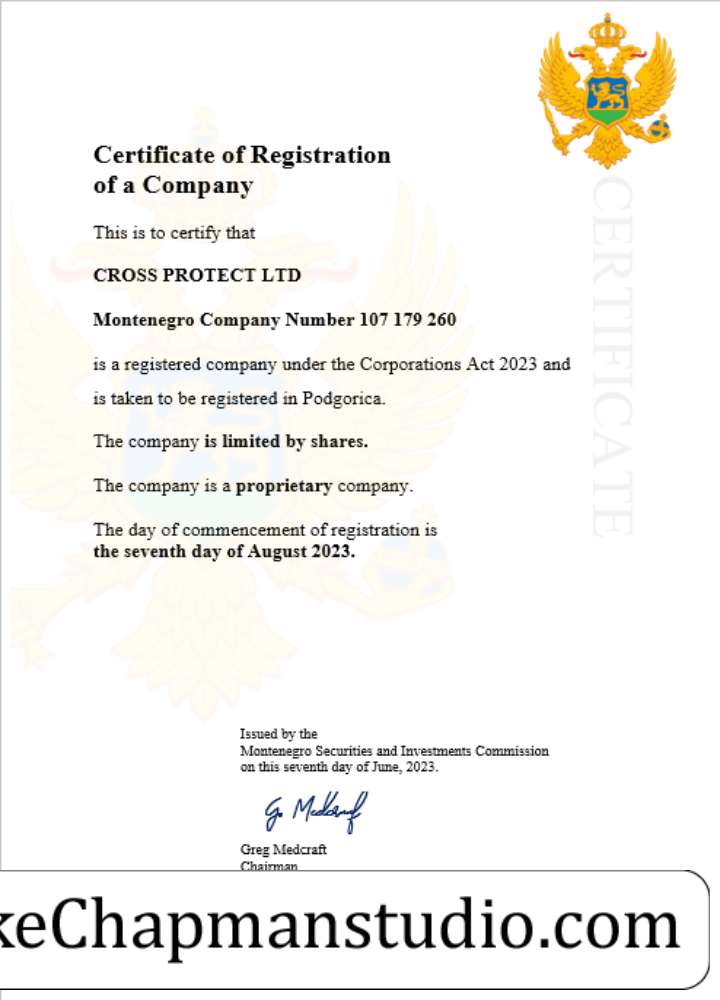 Certificate of Registration
of a Company
This is to certify that
CROSS PROTECT LTD
Montenegro Company Number 107 179 260
is a registered company under the Corporations Act 2023 and
is taken to be registered in Podgorica.
The company is limited by shares.
The company is a proprietary company.
The day of commencement of registration is
the seventh day of August 2023.
CERTIFICATE
Issued by the
Montenegro Securities and Investments Commission
on this seventh day of June, 2023.
G. Medcraf
Greg Medcraft
Chairman
keChapmanstudio.com